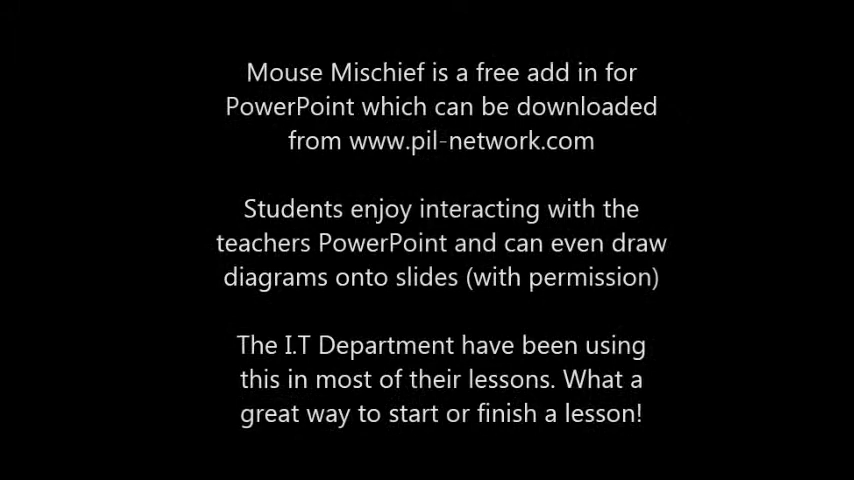 Mouse Mischief is a free add in for
PowerPoint which can be downloaded
from www.pil-network.com
Students enjoy interacting with the
teachers PowerPoint and can even draw
diagrams onto slides (with permission)
The I.T Department have been using
this in most of their lessons. What a
great way to start or finish a lesson!